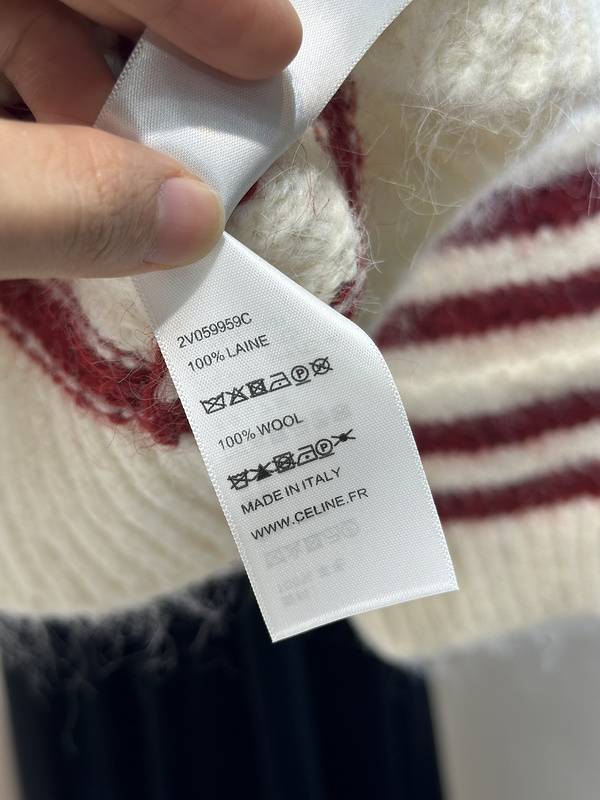 2V059959C
100% LAINE
100% WOOL
MADE IN ITALY
WWW.CELINE.FR